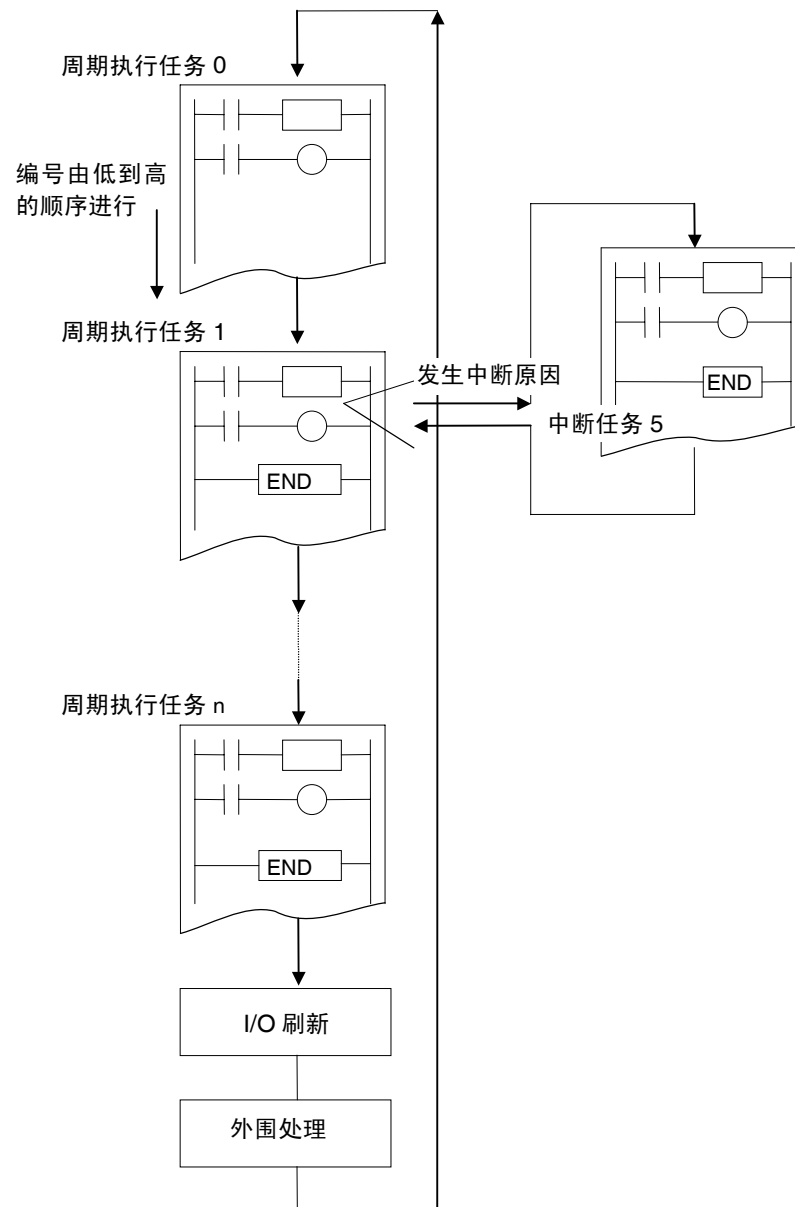 周期执行任务 0
编号由低到高
的顺序进行
周期执行任务 1
发生中断原因
END
中断任务 5
END
周期执行任务 n
END
I/O 刷新
外围处理